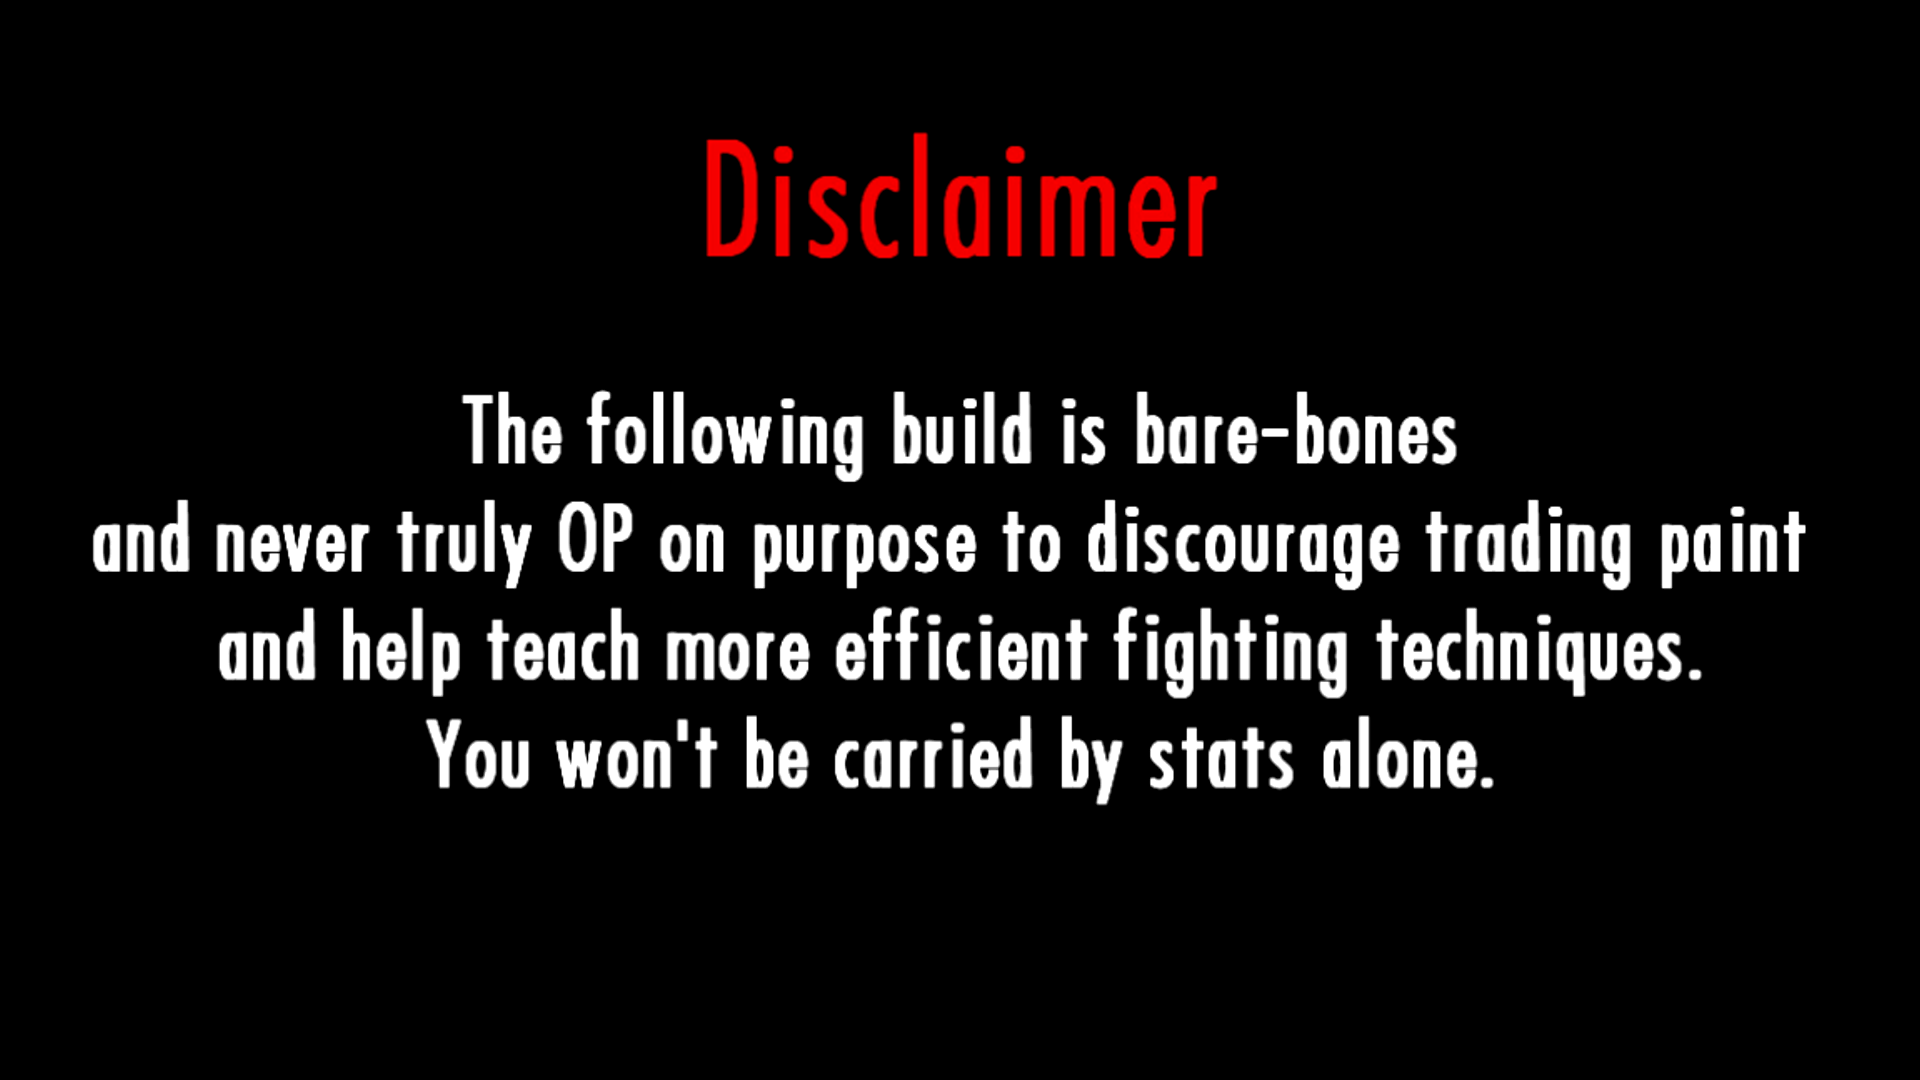 Disclaimer
The following build is bare-bones
and never truly OP on purpose to discourage trading paint
and help teach more efficient fighting techniques.
You won't be carried by stats alone.